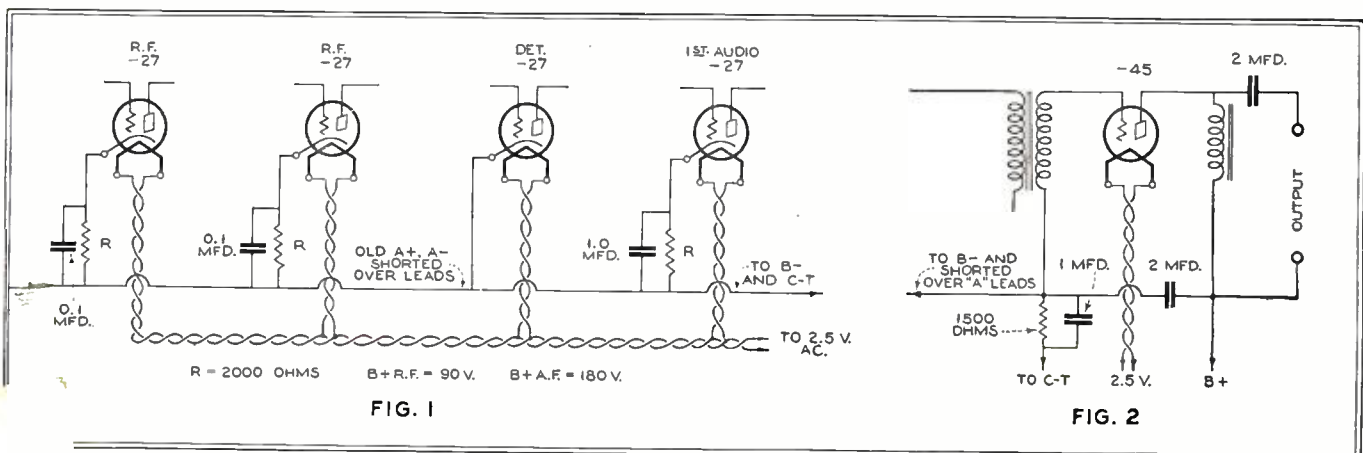 R.F.
-27
R.F.
-27
DET.
-27
1ST. AUDIO
-27
0.1
MFD.
R
0.1
MFD.
R
OLD A+, A-
SHORTED
OVER LEADS
1.0
MFD.
R
TO B-
AND C-T
TO 2.5 V.
AC.
R = 2000 OHMS B+R.F. = 90 V. B+A.F. = 180 V.
FIG. 1
-45
2 MFD.
OUTPUT
TO B- AND
SHORTED
OVER "A" LEADS
1 MFD.
2 MFD.
1500
OHMS
TO C-T
2.5 V.
B+
FIG. 2